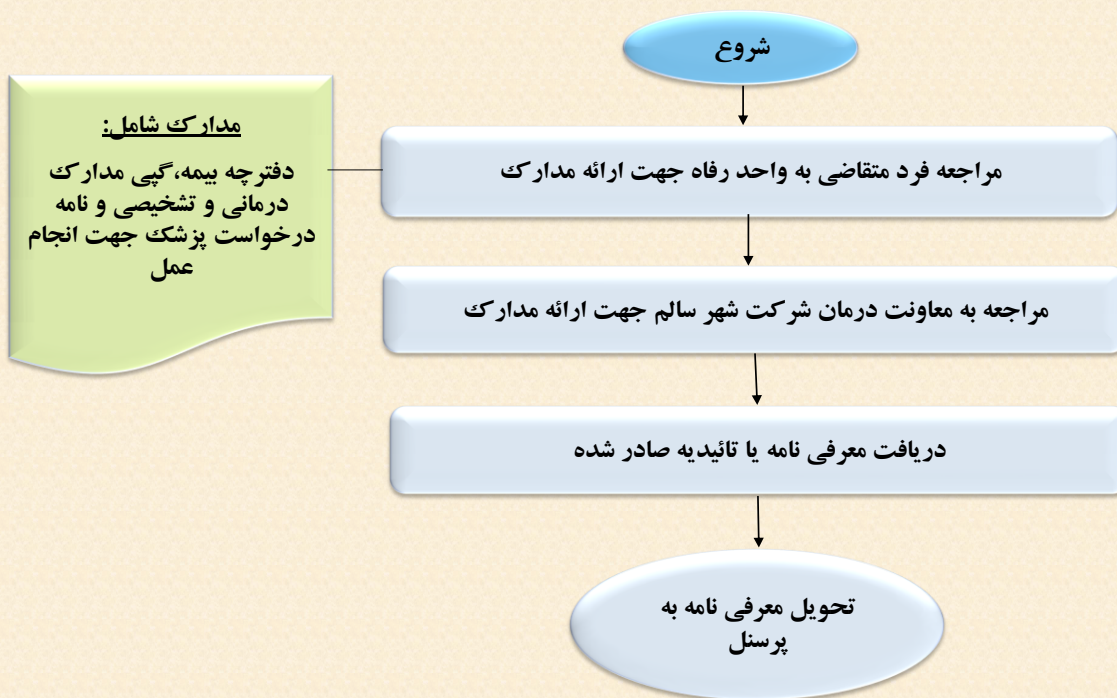 شروع
مراجعه فرد متقاضی به واحد رفاه جهت ارائه مدارک
مدارک شامل:
دفترچه بیمه،گپی مدارک
درمانی و تشخیصی و نامه
درخواست پزشک جهت انجام
عمل
مراجعه به معاونت درمان شرکت شهر سالم جهت ارائه مدارک
دریافت معرفی نامه یا تائیدیه صادر شده
تحویل معرفی نامه به
پرسنل